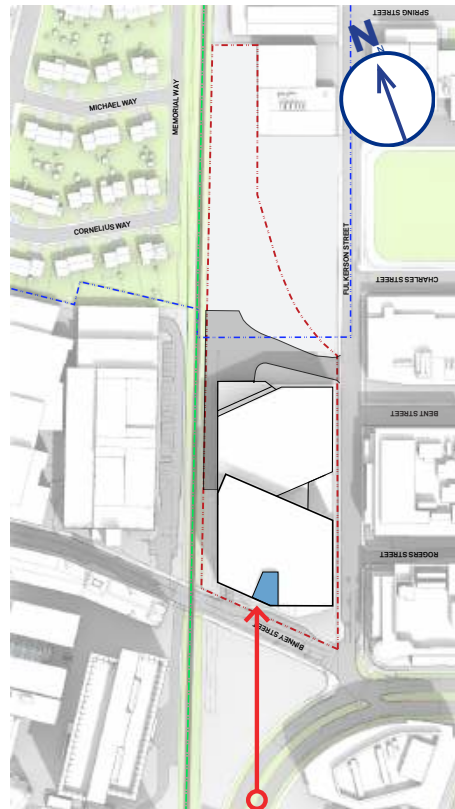 SPRING STREET
N
MICHAEL WAY
MEMORIAL WAY
CORNELIUS WAY
FULKERSON STREET
CHARLES STREET
BENT STREET
ROGERS STREET
BINNEY STREET